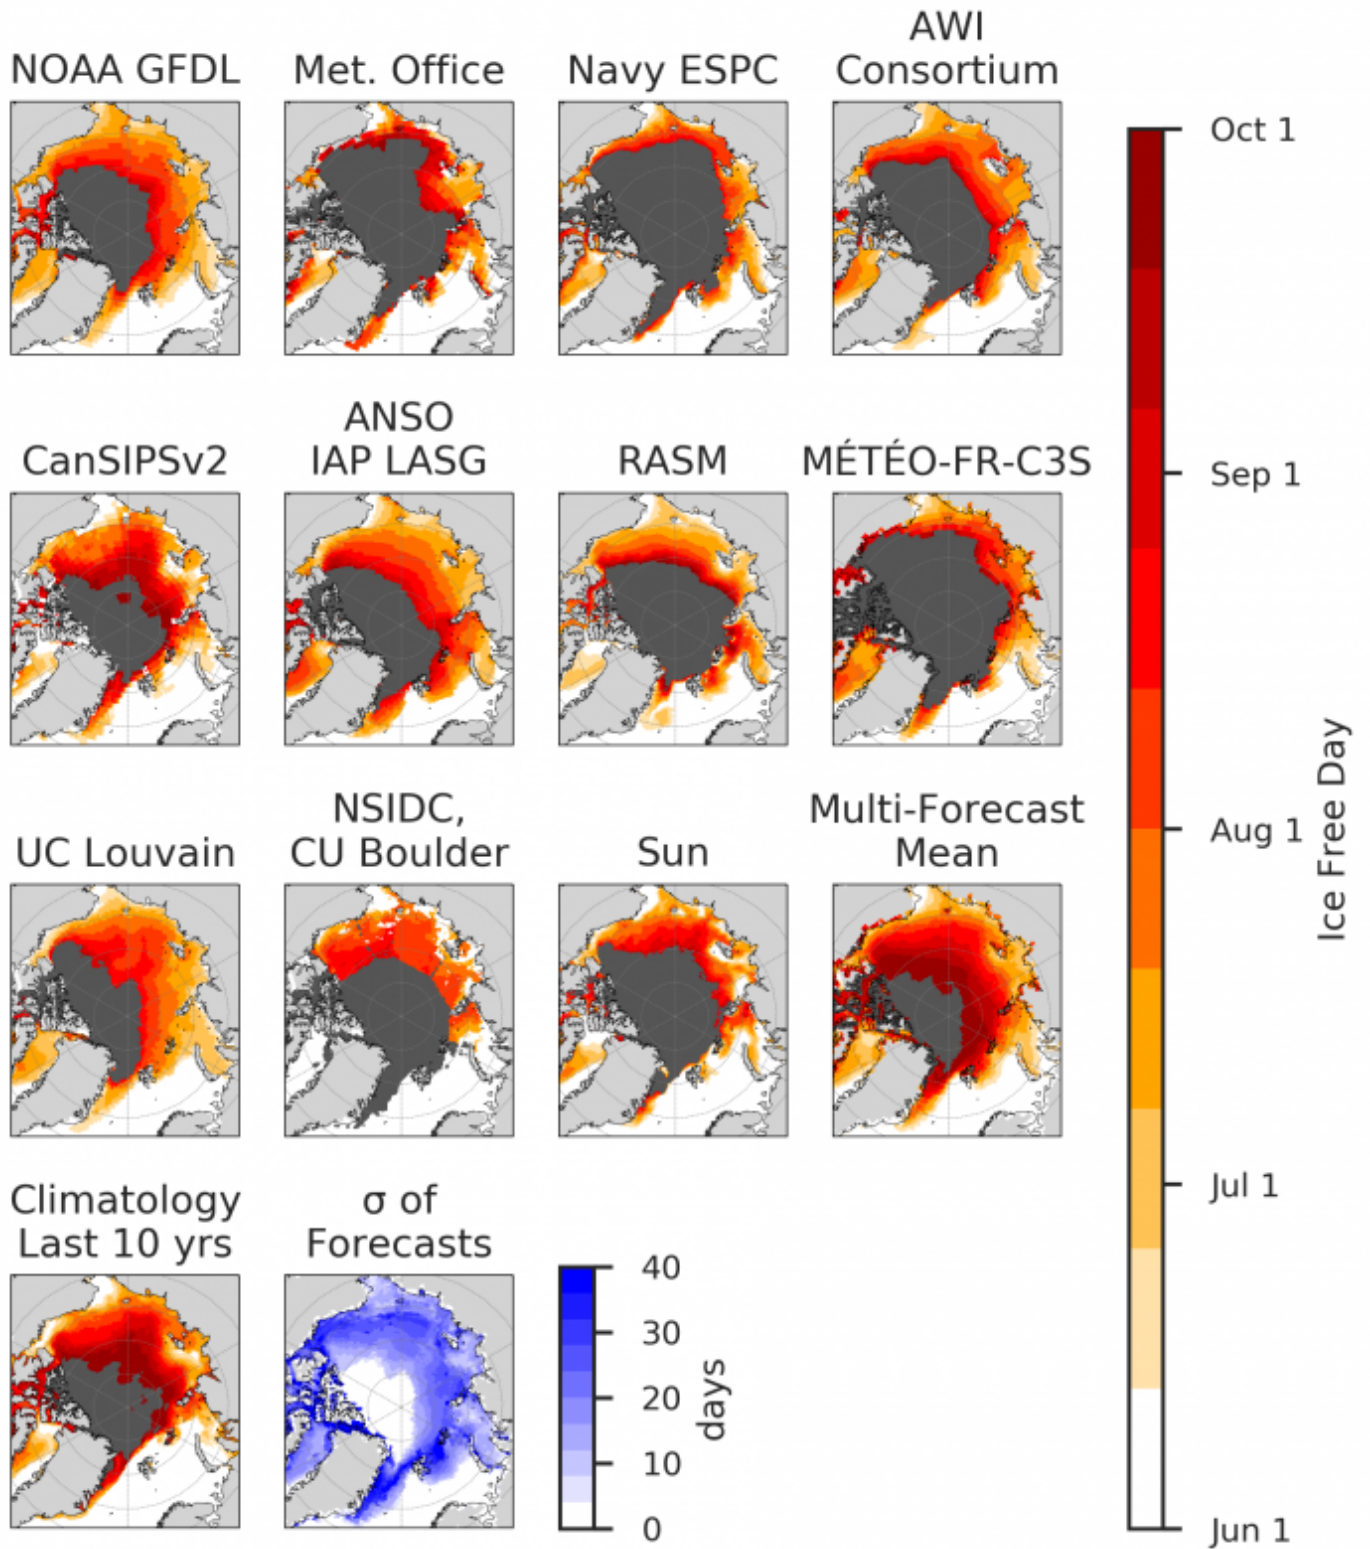 NOAA GFDL
Met. Office
Navy ESPC
AWI
Consortium
CanSIPSv2
ANSO
IAP LASG
RASM
MÉTÉO-FR-C3S
UC Louvain
NSIDC,
CU Boulder
Sun
Multi-Forecast
Mean
Climatology
Last 10 yrs
σ of
Forecasts
40
30
20
10
0
days
Oct 1
Sep 1
Aug 1
Jul 1
Jun 1
Ice Free Day